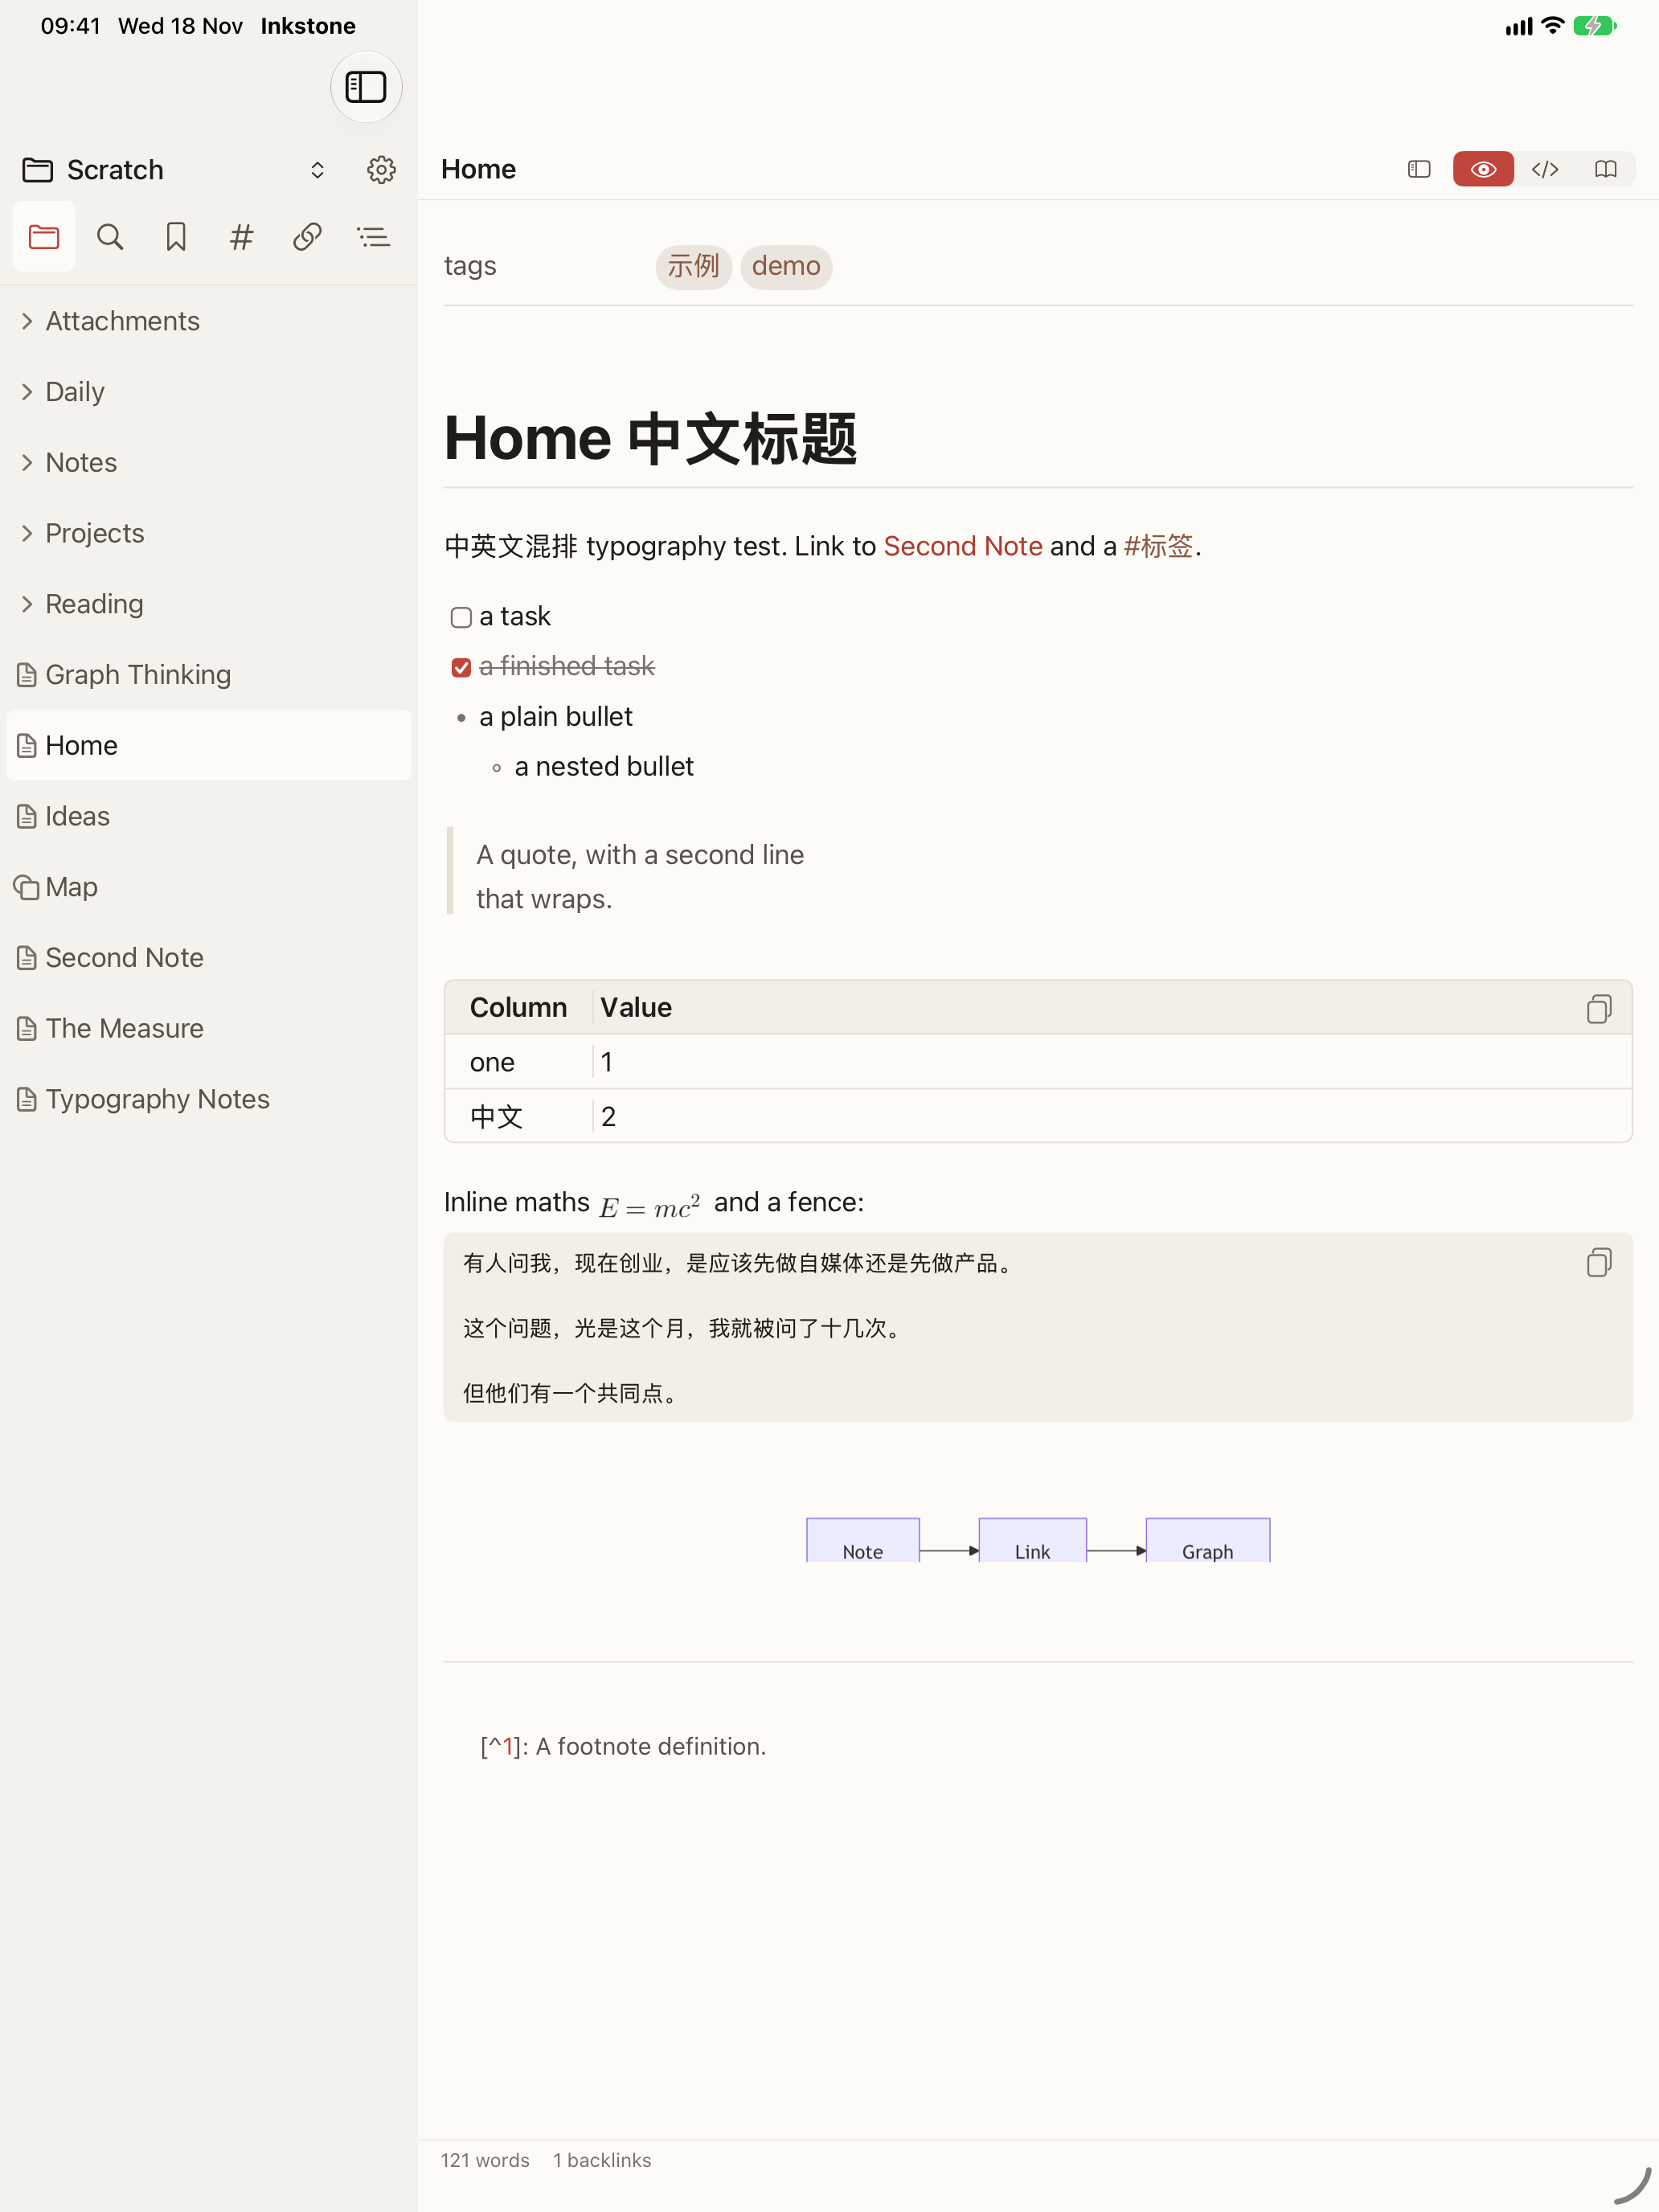 09:41 Wed 18 Nov Inkstone
Scratch
Attachments
Daily
Notes
Projects
Reading
Graph Thinking
Home
Ideas
Map
Second Note
The Measure
Typography Notes
Home
tags 示例 demo
Home 中文标题
中英文混排 typography test. Link to Second Note and a #标签.
a task
a finished task
a plain bullet
a nested bullet
A quote, with a second line
that wraps.
Column Value
one 1
中文 2
Inline maths E = mc² and a fence:
有人问我，现在创业，是应该先做自媒体还是先做产品。
这个问题，光是这个月，我就被问了十几次。
但他们有一个共同点。
Note Link Graph
[^1]: A footnote definition.
121 words 1 backlinks